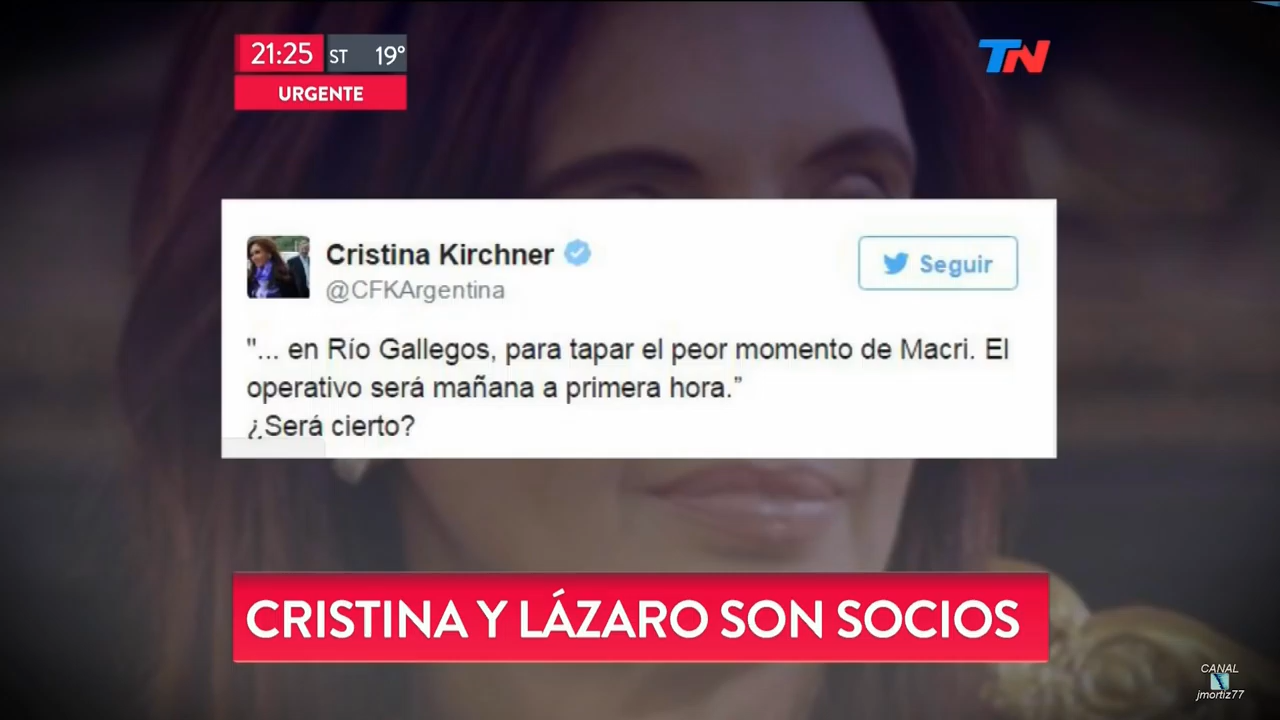 21:25 ST 19°
TN
URGENTE
Cristina Kirchner
Seguir
@CFKArgentina
"... en Río Gallegos, para tapar el peor momento de Macri. El
operativo será mañana a primera hora.”
¿Será cierto?
CRISTINA Y LÁZARO SON SOCIOS
CANAL
jmortiz77